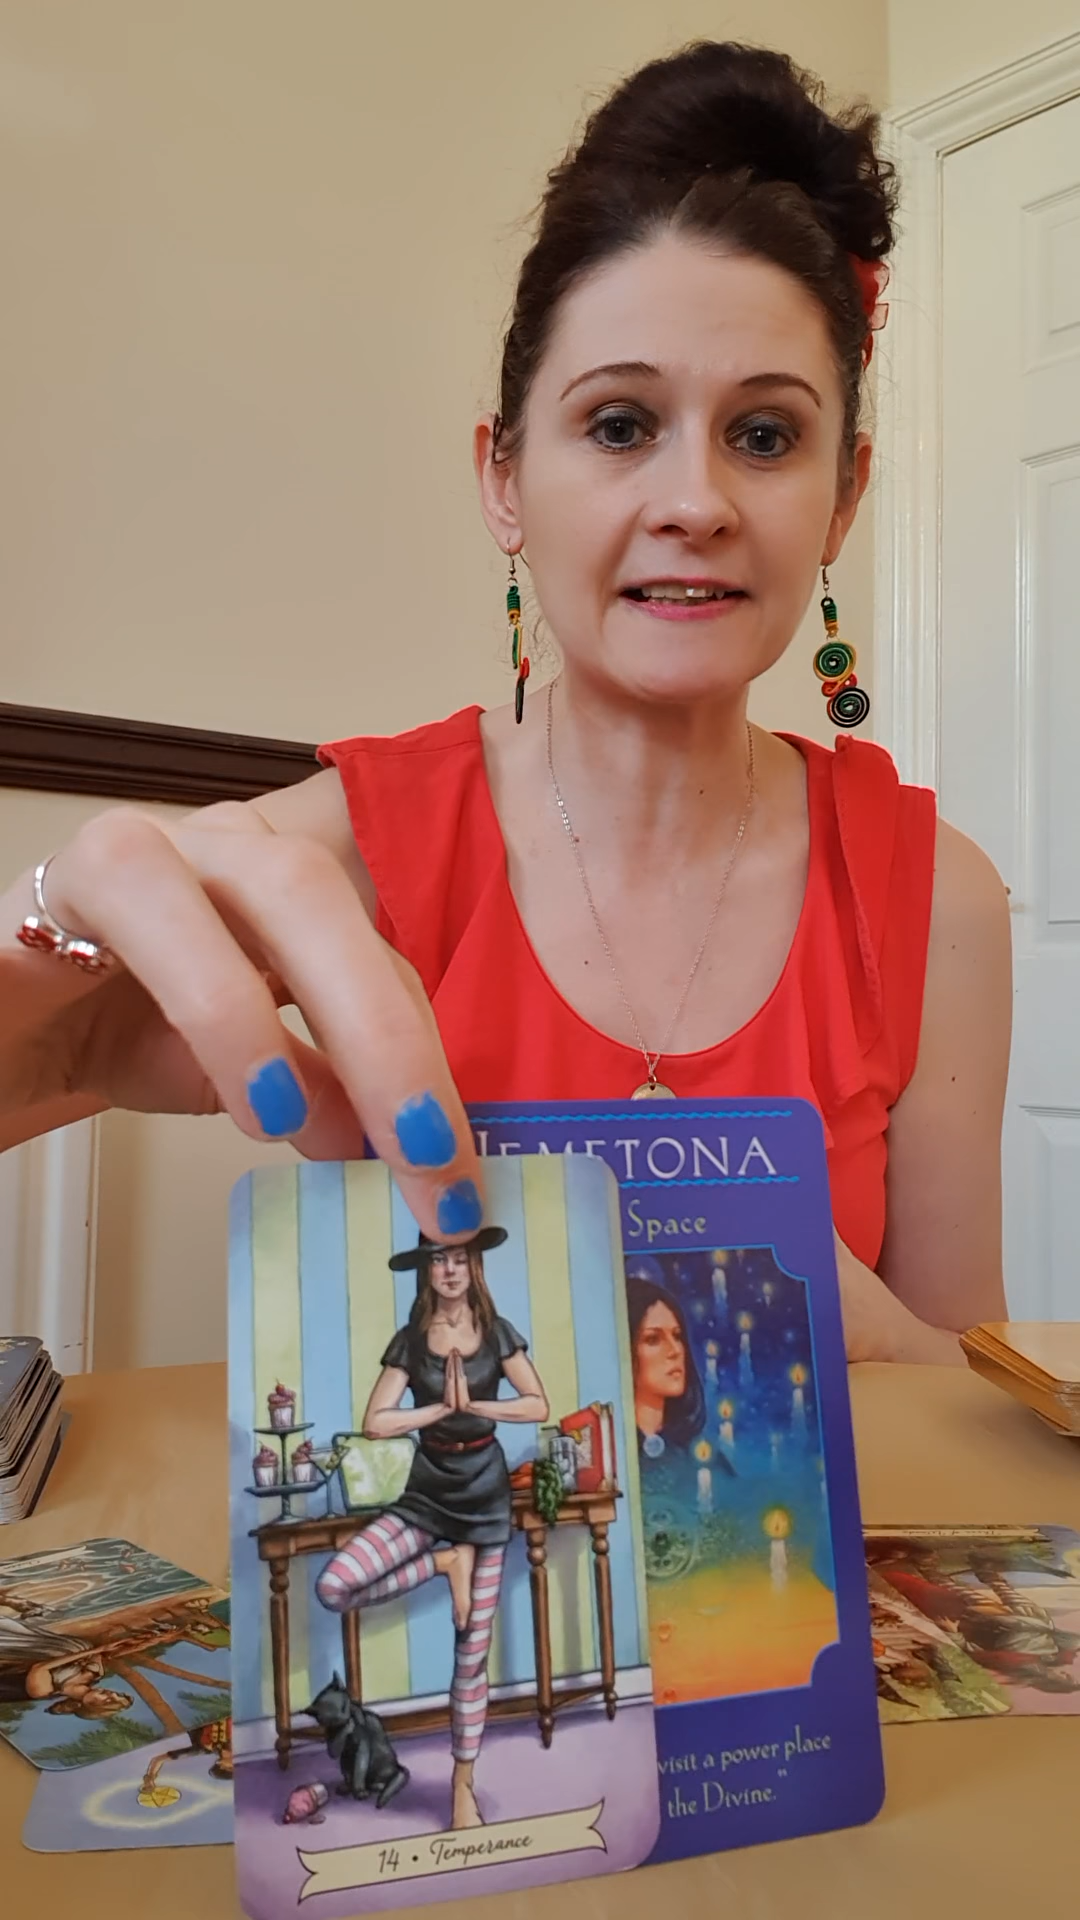 NEMETONA
Space
visit a power place
the Divine."
14 • Temperance